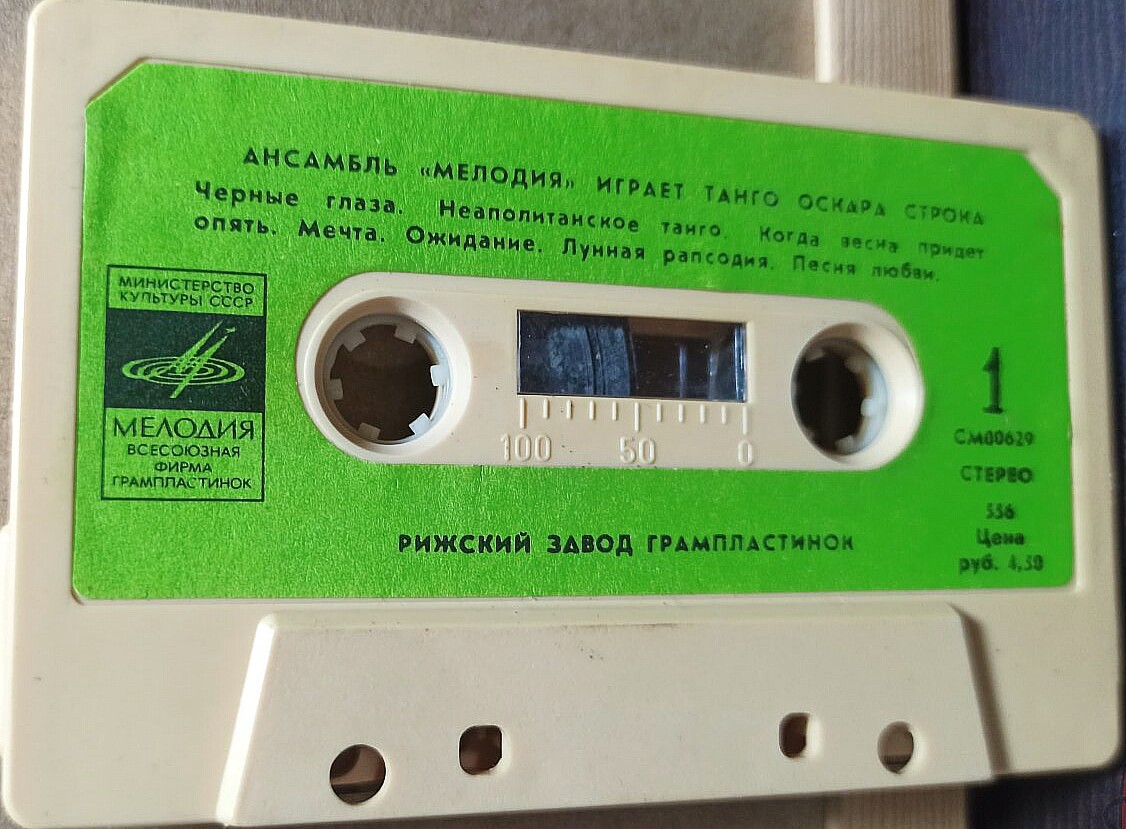 АНСАМБЛЬ «МЕЛОДИЯ» ИГРАЕТ ТАНГО ОСКАРА СТРОКА
Черные глаза. Неаполитанское танго. Когда весна придет
опять. Мечта. Ожидание. Лунная рапсодия. Песня любви.
МИНИСТЕРСТВО
КУЛЬТУРЫ СССР
МЕЛОДИЯ
ВСЕСОЮЗНАЯ
ФИРМА
ГРАМПЛАСТИНОК
100 50 0
1
СМ00629
СТЕРЕО
536
Цена
руб. 4,50
РИЖСКИЙ ЗАВОД ГРАМПЛАСТИНОК